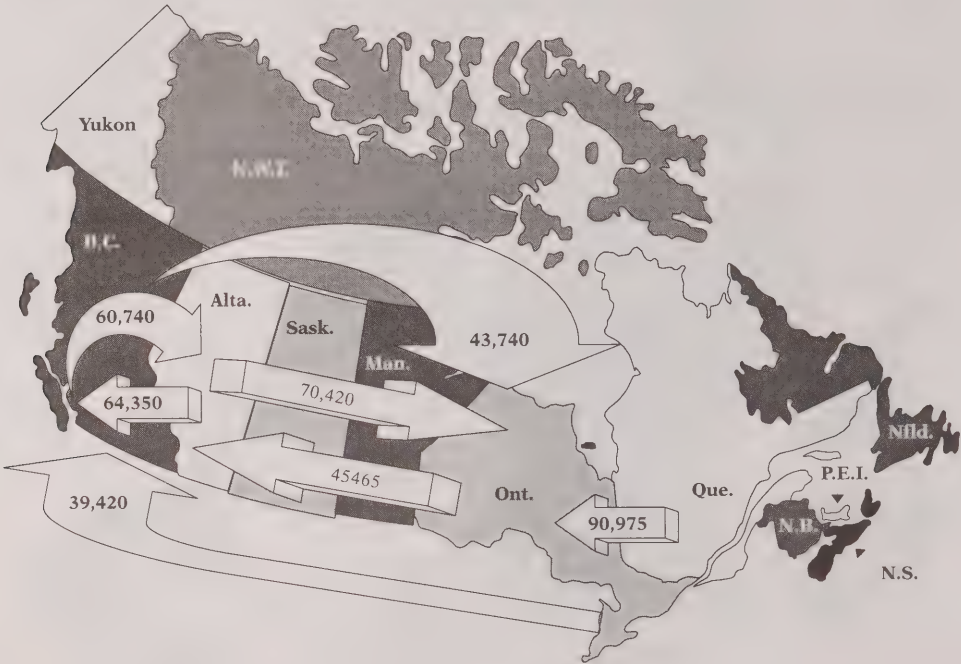 Yukon
N.W.T.
B.C.
Alta.
60,740
Sask.
43,740
Man.
70,420
64,350
Nfld.
45465
P.E.I.
Ont.
Que.
39,420
90,975
N.B.
N.S.